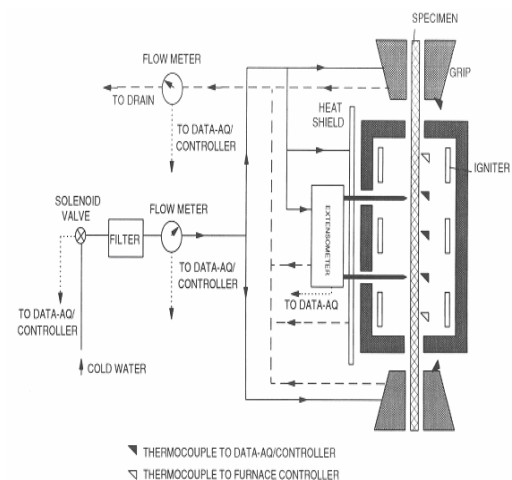 SPECIMEN
FLOW METER
GRIP
TO DRAIN
HEAT
SHIELD
TO DATA-AQ/
CONTROLLER
IGNITER
SOLENOID
VALVE
FLOW METER
FILTER
EXTENSOMETER
TO DATA-AQ/
CONTROLLER
TO DATA-AQ
TO DATA-AQ/
CONTROLLER
COLD WATER
THERMOCOUPLE TO DATA-AQ/CONTROLLER
THERMOCOUPLE TO FURNACE CONTROLLER